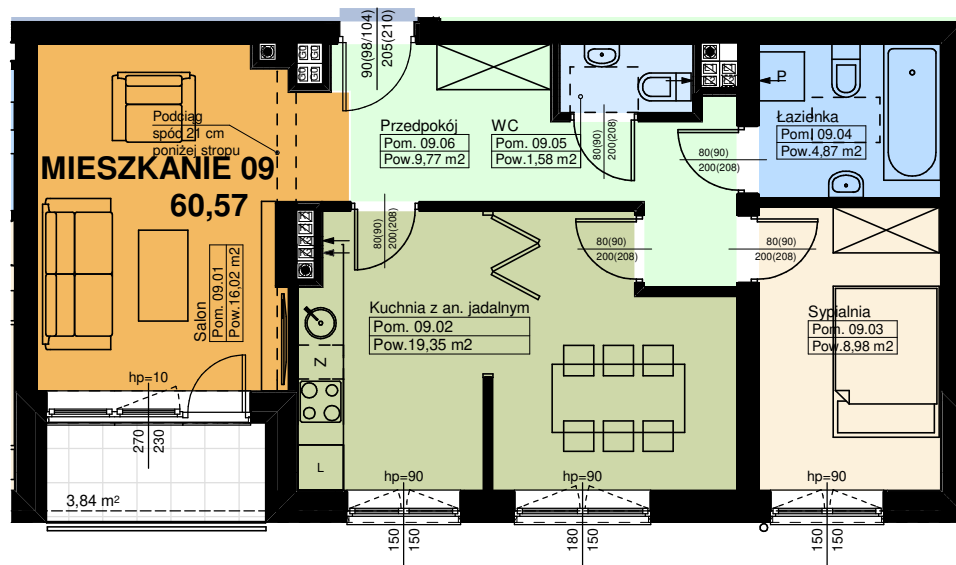 90(98/104)
205(210)
GG
GG
GG
P
Podciąg
spód 21 cm
poniżej stropu
MIESZKANIE 09
60,57
Przedpokój
Pom. 09.06
Pow.9,77 m2
WC
Pom. 09.05
Pow.1,58 m2
80(90)
200(208)
80(90)
200(208)
Łazienka
Pom. 09.04
Pow.4,87 m2
80(90)
200(208)
80(90)
200(208)
80(90)
200(208)
Salon
Pom. 09.01
Pow.16,02 m2
Kuchnia z an. jadalnym
Pom. 09.02
Pow.19,35 m2
Sypialnia
Pom. 09.03
Pow.8,98 m2
Z
L
hp=10
270
230
3,84 m²
hp=90
150
150
hp=90
180
150
hp=90
150
150